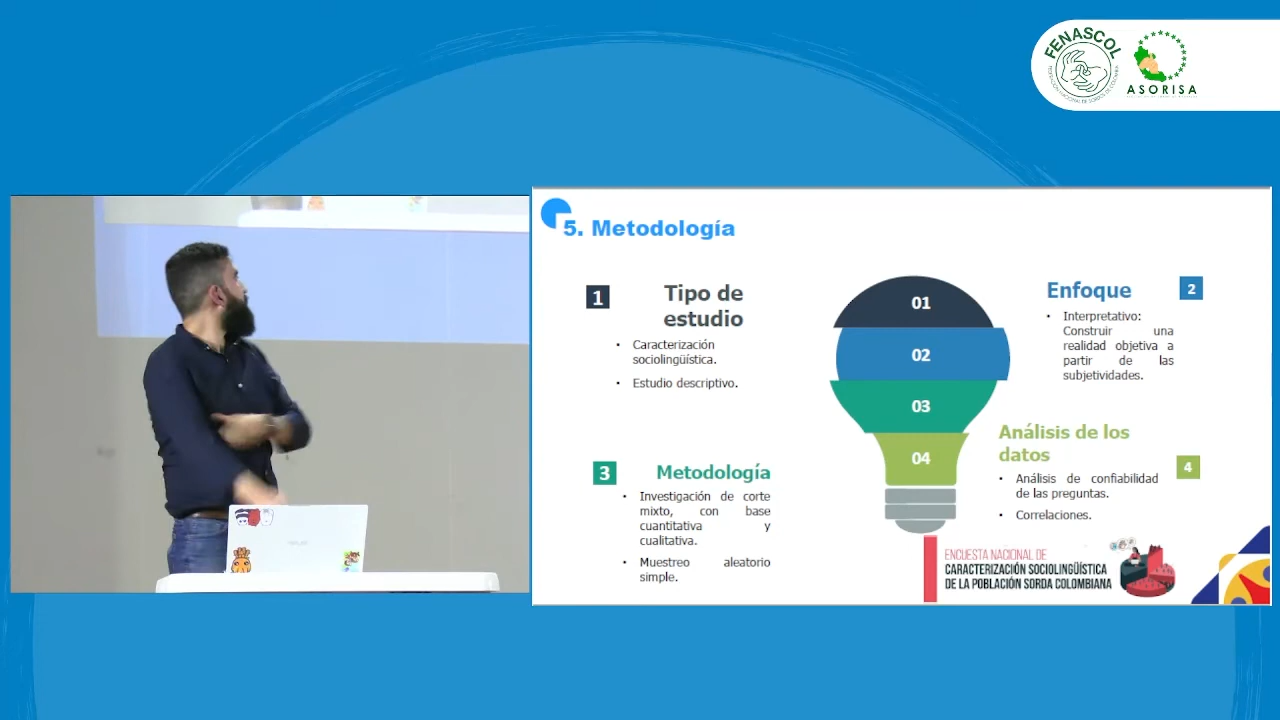 FENASCOL
ASORISA
5. Metodología
1
Tipo de
estudio
• Caracterización
sociolingüística.
• Estudio descriptivo.
01
02
03
04
Enfoque
2
• Interpretativo:
Construir una
realidad objetiva a
partir de las
subjetividades.
3
Metodología
• Investigación de corte
mixto, con base
cuantitativa y
cualitativa.
• Muestreo aleatorio
simple.
Análisis de los
datos
4
• Análisis de confiabilidad
de las preguntas.
• Correlaciones.
ENCUESTA NACIONAL DE
CARACTERIZACIÓN SOCIOLINGÜÍSTICA
DE LA POBLACIÓN SORDA COLOMBIANA